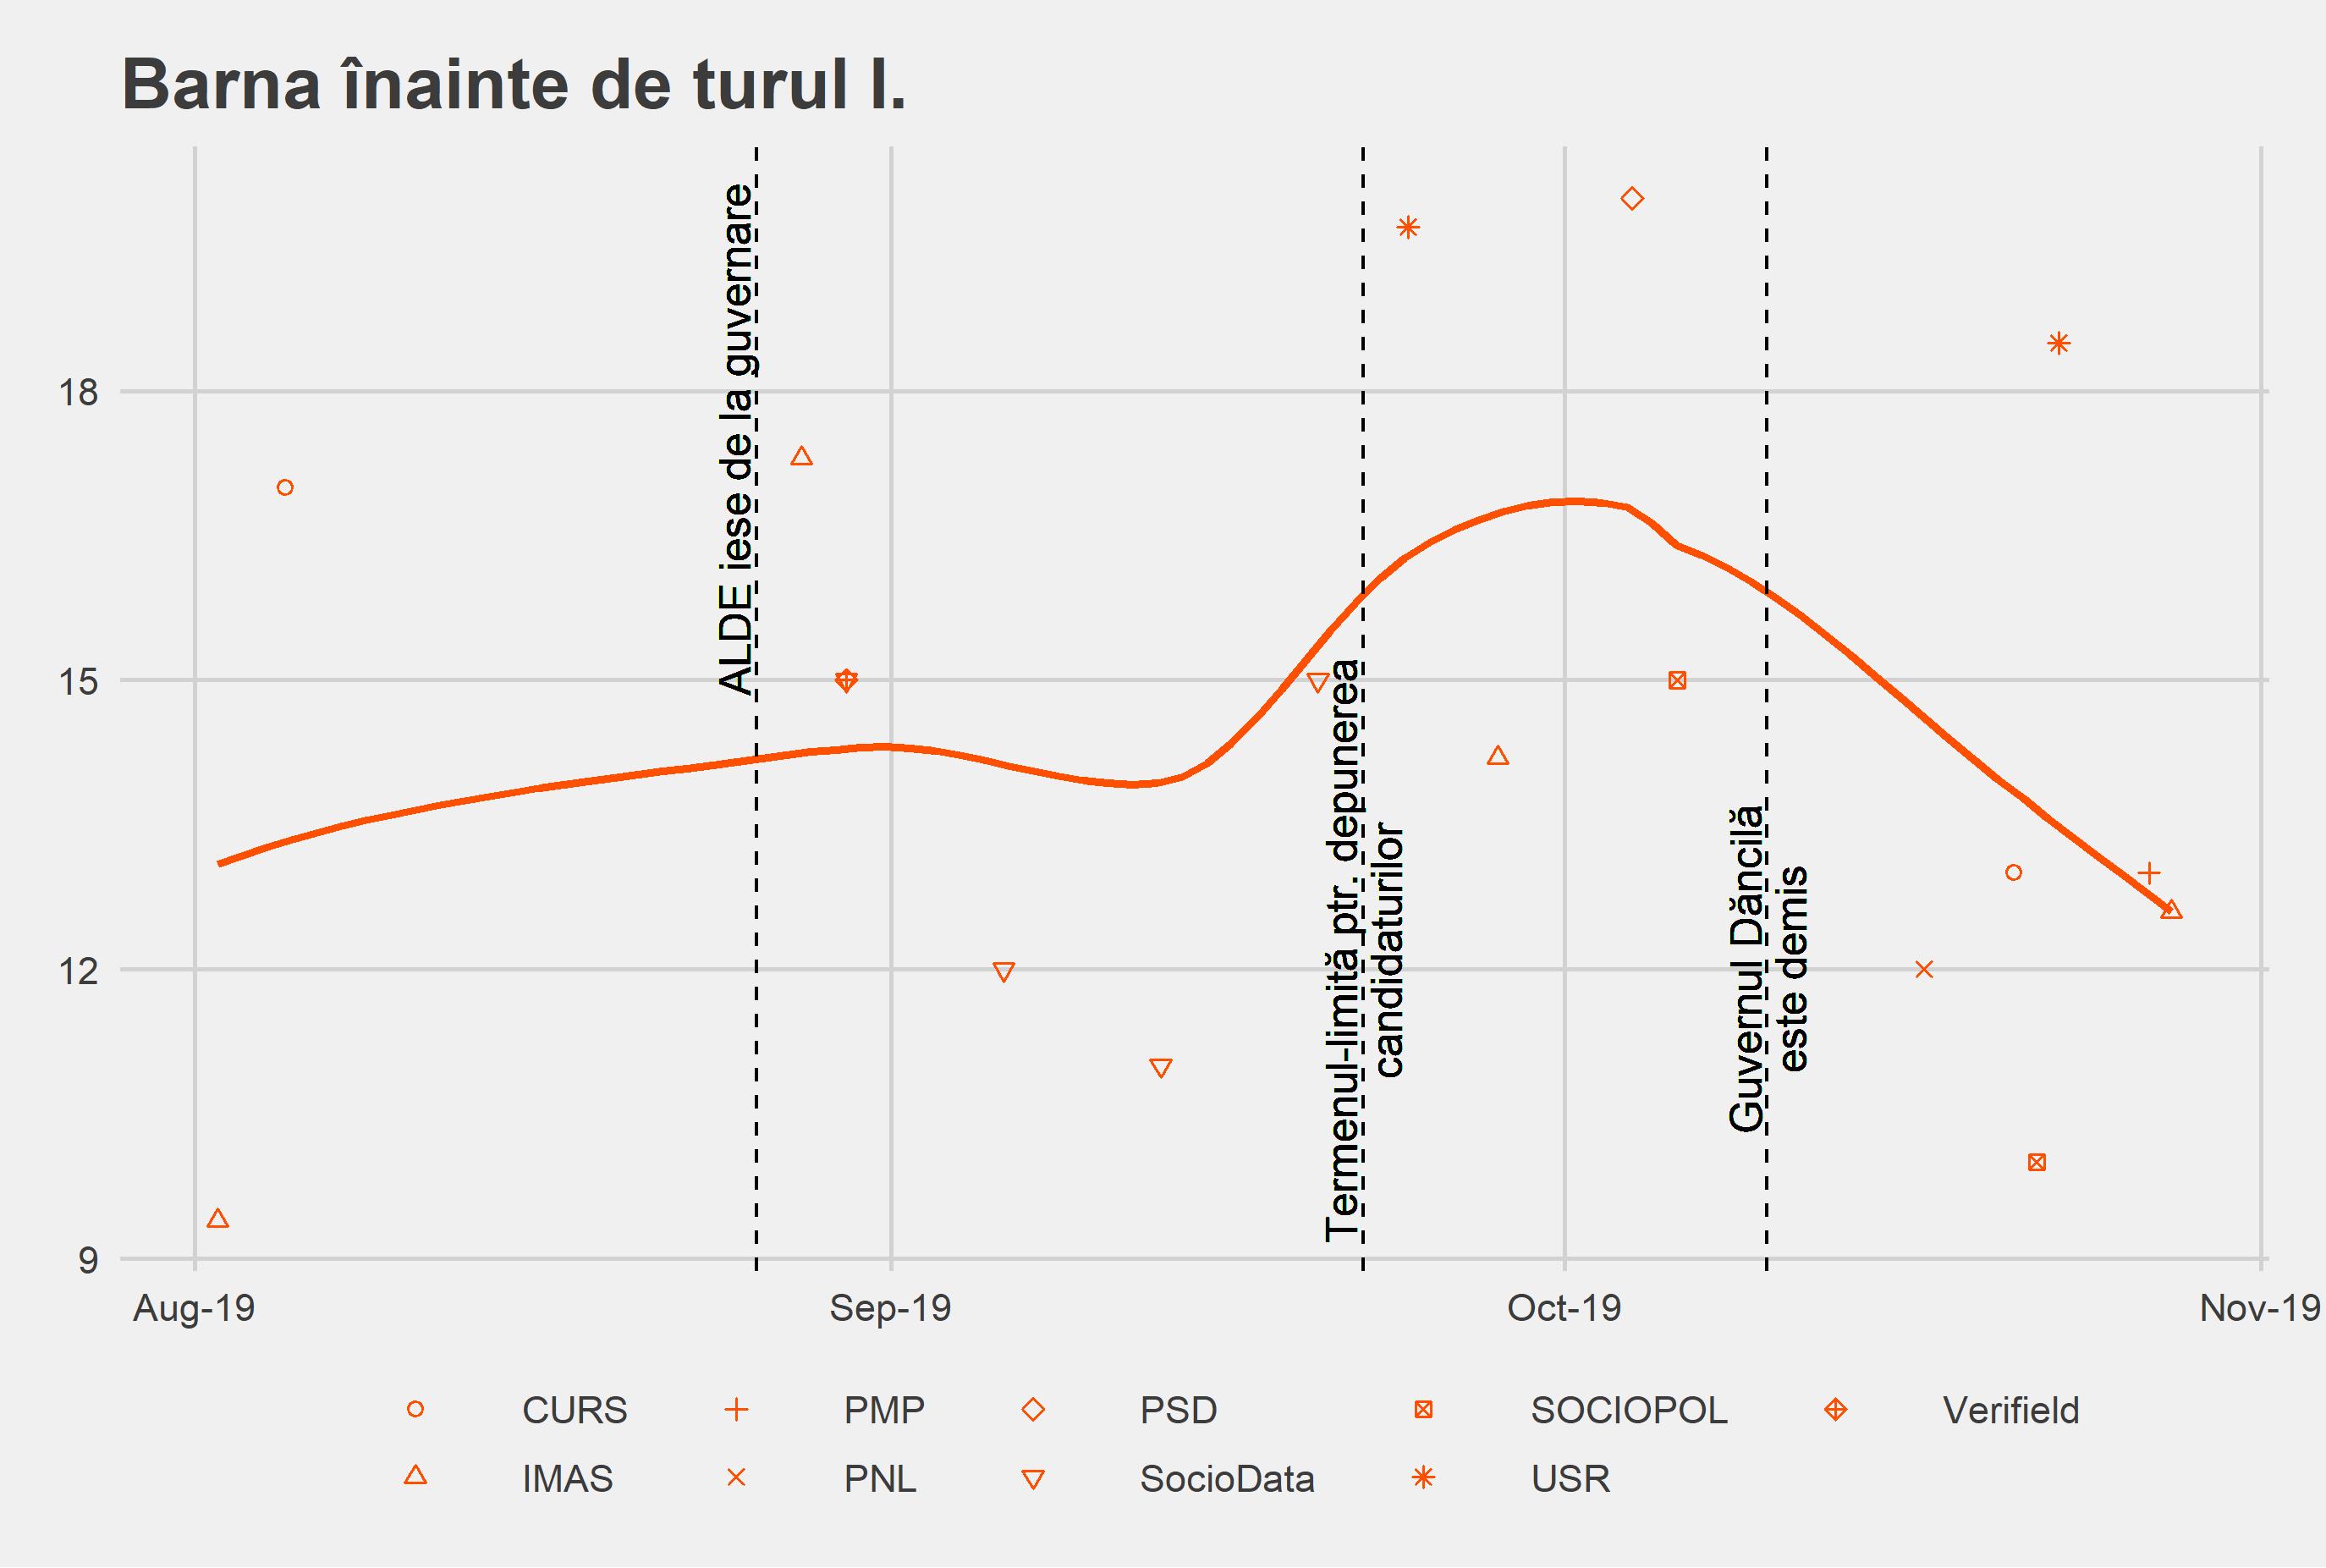 Barna înainte de turul I.
ALDE iese de la guvernare
Termenul-limită ptr. depunerea
candidaturilor
Guvernul Dăncilă
este demis
18
15
12
9
Aug-19
Sep-19
Oct-19
Nov-19
CURS
PMP
PSD
SOCIOPOL
Verifield
IMAS
PNL
SocioData
USR